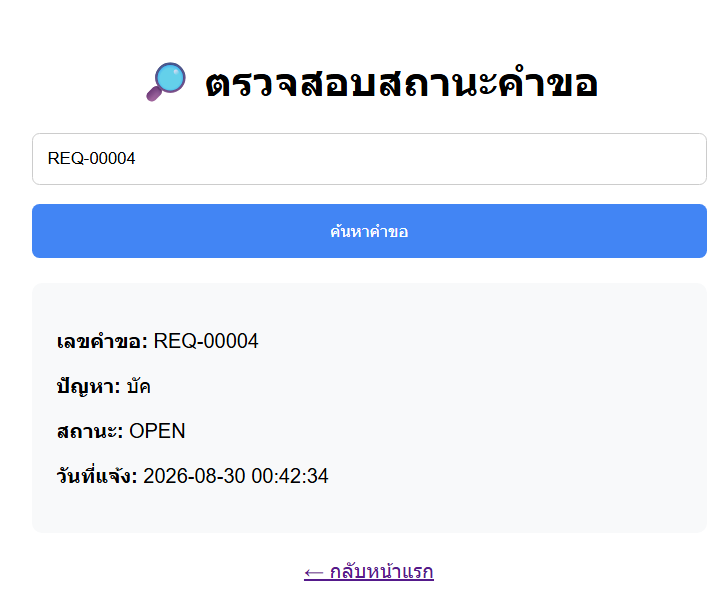 ตรวจสอบสถานะคำขอ
REQ-00004
ค้นหาคำขอ
เลขคำขอ: REQ-00004
ปัญหา: บัค
สถานะ: OPEN
วันที่แจ้ง: 2026-08-30 00:42:34
← กลับหน้าแรก